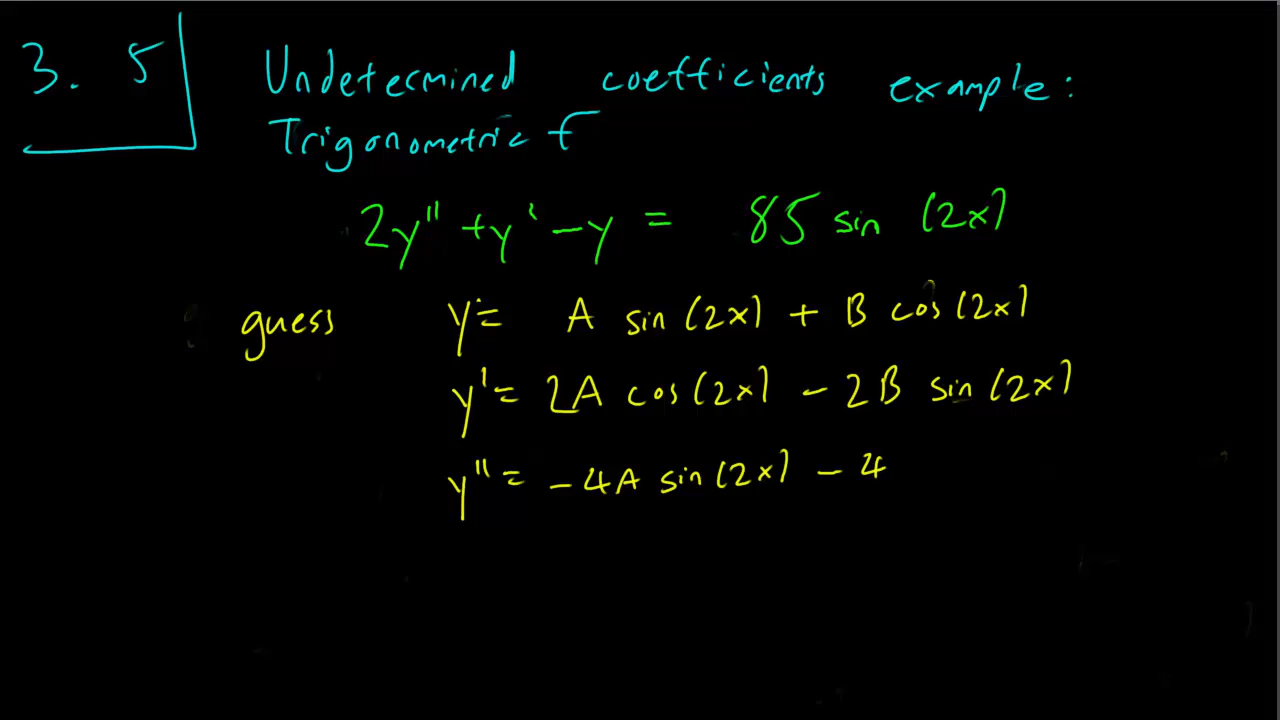 3. 5
Undetermined coefficients example:
Trigonometric f
2y'' + y' - y = 85 sin (2x)
guess y = A sin (2x) + B cos (2x)
y' = 2A cos (2x) - 2B sin (2x)
y'' = -4A sin (2x) - 4